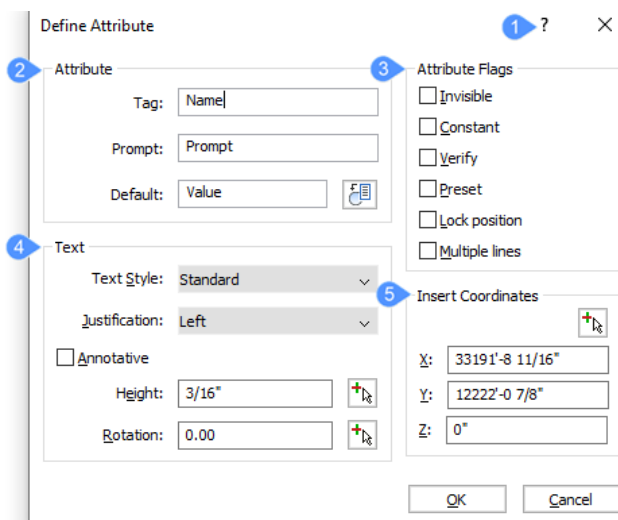 Define Attribute
1
?
2
Attribute
Tag:
Name
Prompt:
Prompt
Default:
Value
3
Attribute Flags
Invisible
Constant
Verify
Preset
Lock position
Multiple lines
4
Text
Text Style:
Standard
Justification:
Left
Annotative
Height:
3/16"
Rotation:
0.00
5
Insert Coordinates
X:
33191'-8 11/16"
Y:
12222'-0 7/8"
Z:
0"
OK
Cancel